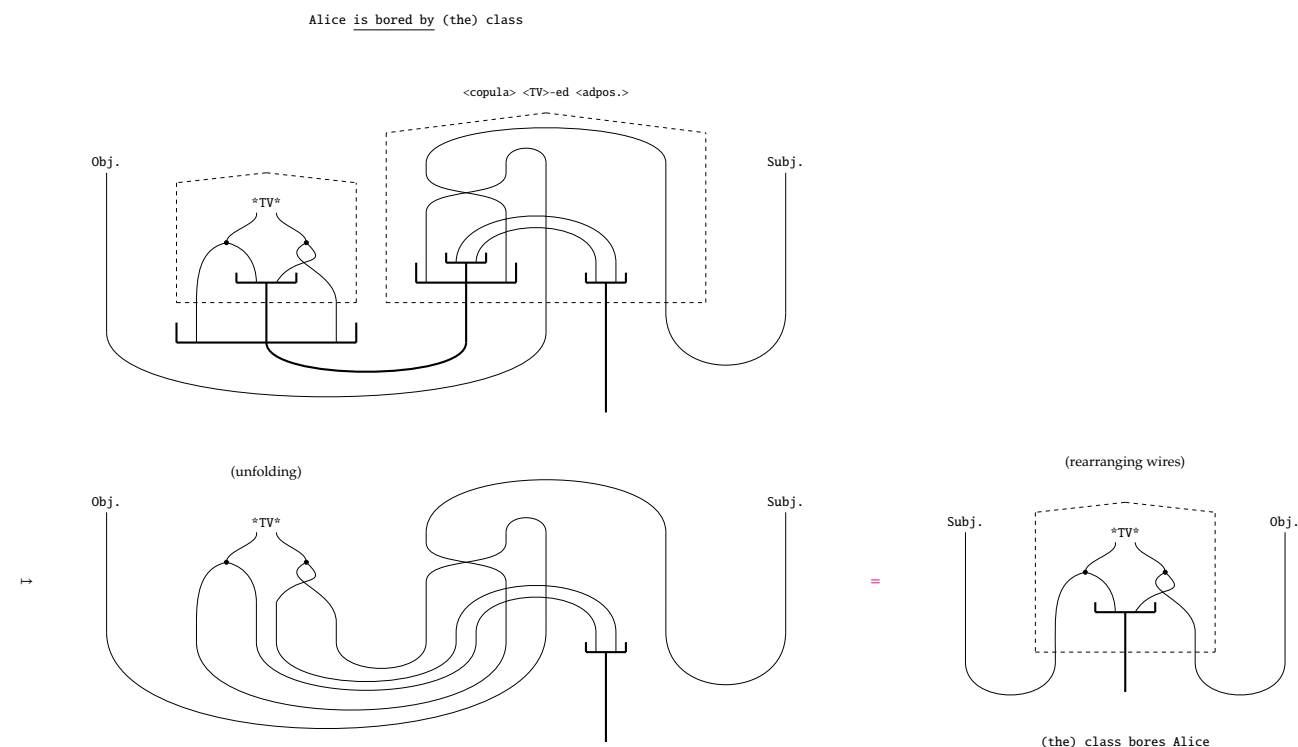 Alice is bored by (the) class
<copula> <TV>-ed <adpos.>
Obj.
Subj.
*TV*
(unfolding)
(rearranging wires)
Obj.
*TV*
Subj.
Subj.
*TV*
Obj.
↦
=
(the) class bores Alice